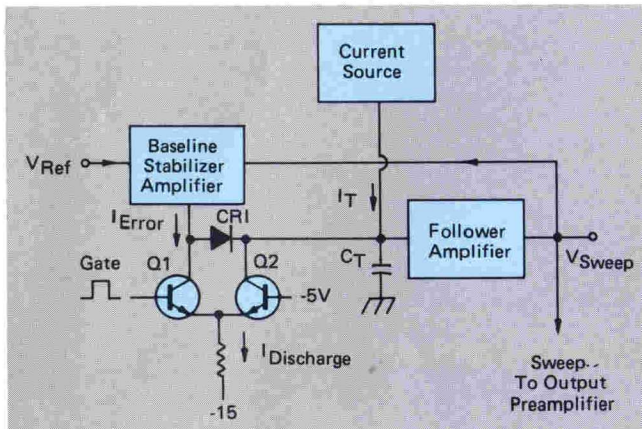 Current
Source
Baseline
Stabilizer
Amplifier
VRef
IError
CR1
IT
Follower
Amplifier
CT
VSweep
Gate
Q1
Q2
-5V
IDischarge
-15
Sweep
To Output
Preamplifier